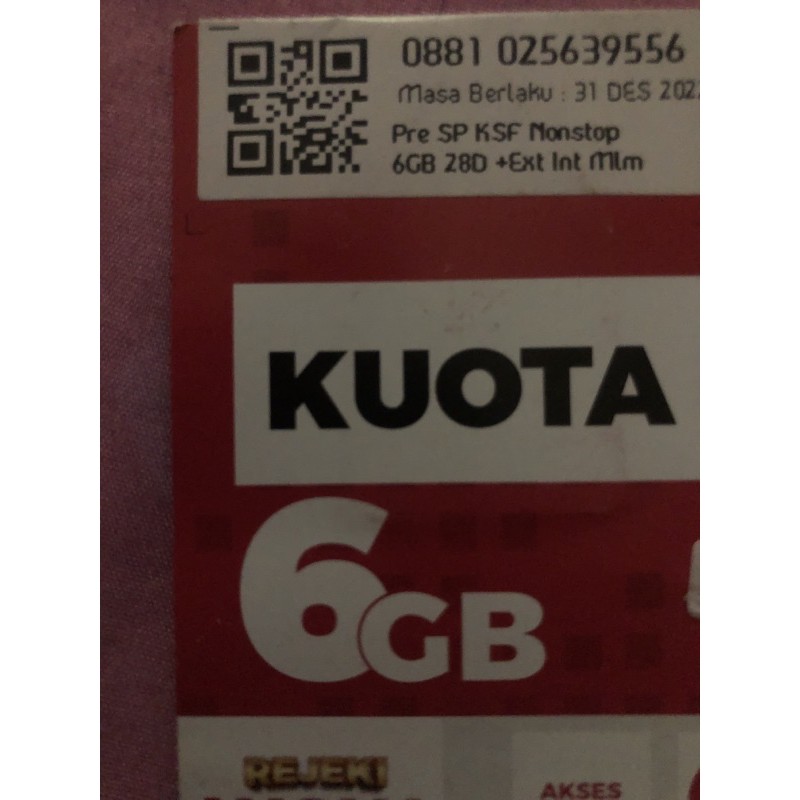 0881 025639556
Masa Berlaku : 31 DES
Pre SP KSF Nonstop
6GB 28D +Ext Int Mlm
KUOTA
6GB
REJEKI
AKSES